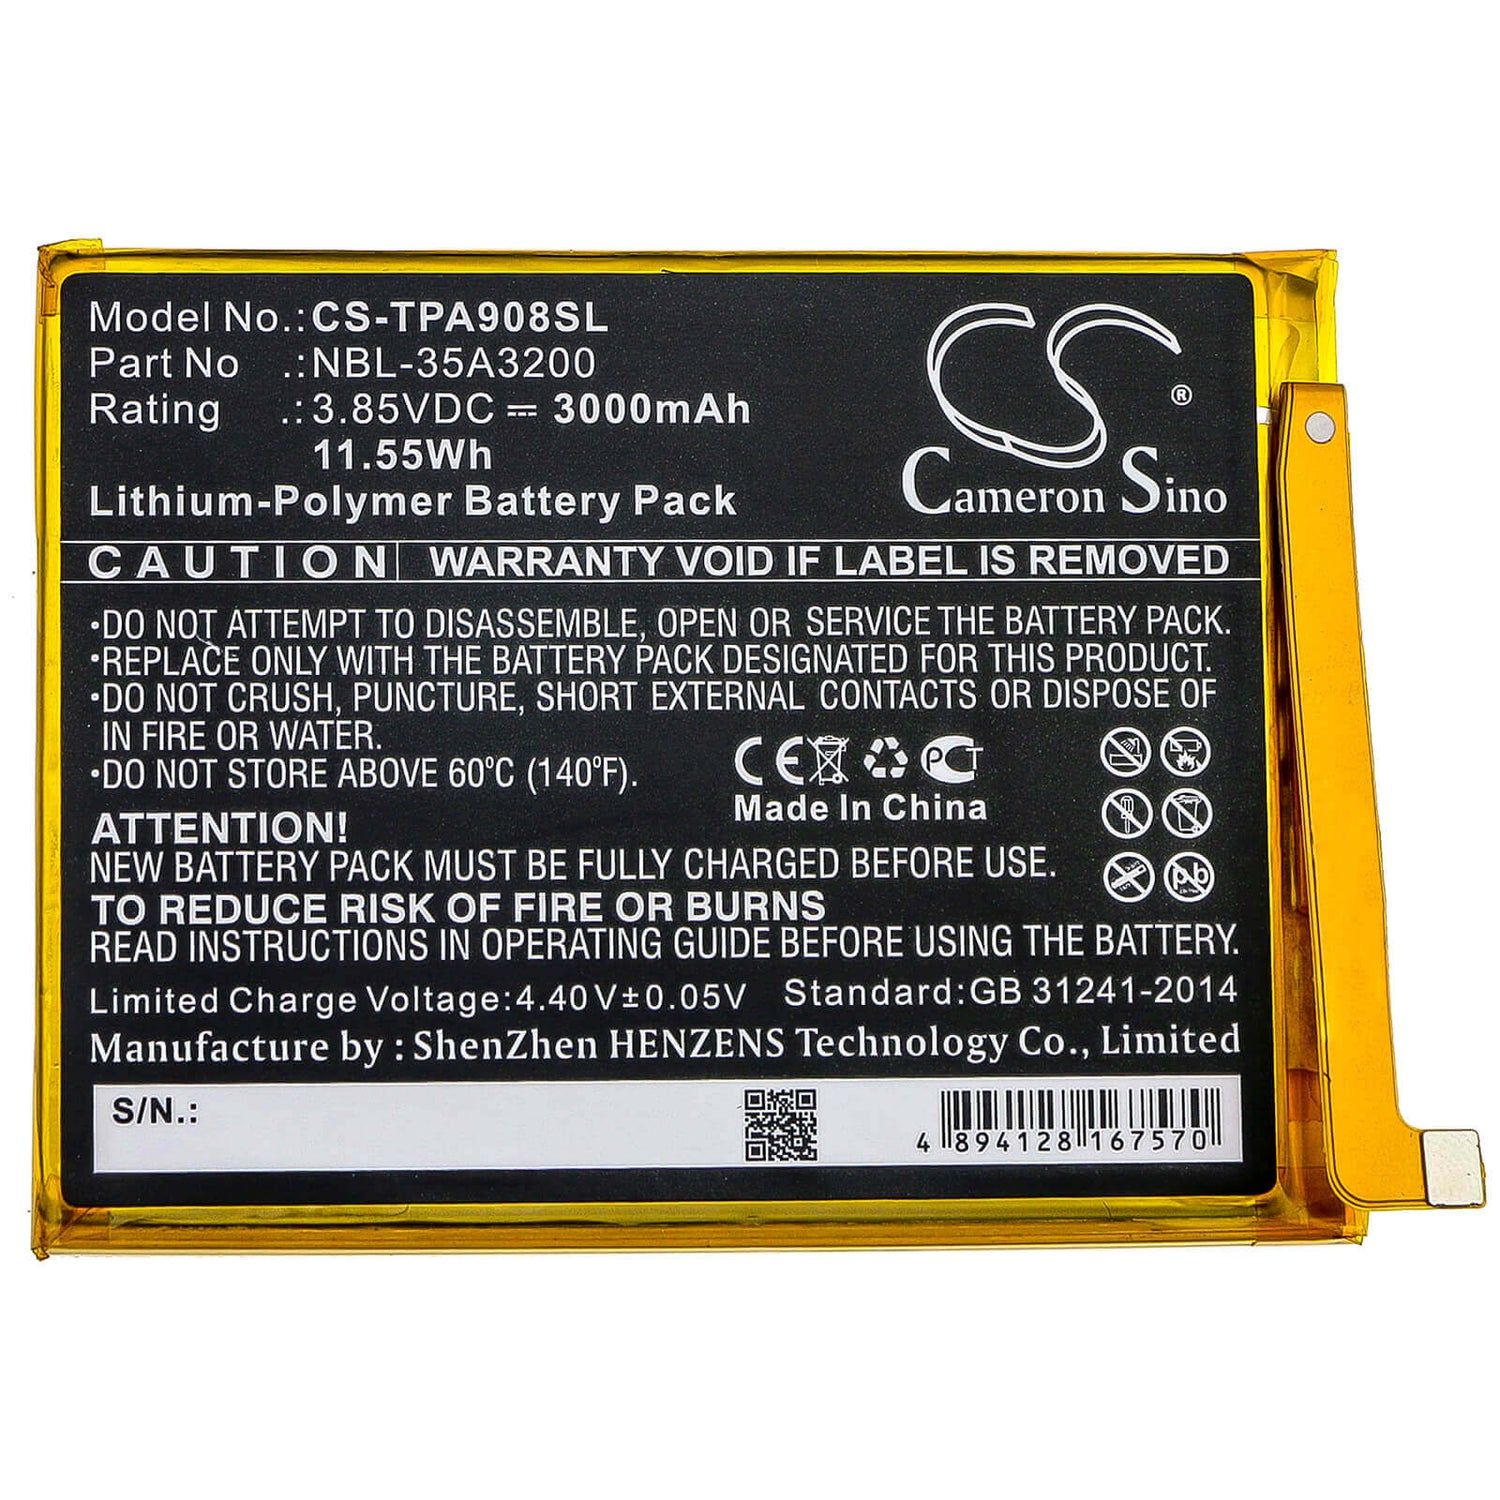 Model No.:CS-TPA908SL
Part No .:NBL-35A3200
Rating .:3.85VDC ⎓ 3000mAh
11.55Wh
Lithium-Polymer Battery Pack
CS ®
Cameron Sino
CAUTION WARRANTY VOID IF LABEL IS REMOVED
•DO NOT ATTEMPT TO DISASSEMBLE, OPEN OR SERVICE THE BATTERY PACK.
•REPLACE ONLY WITH THE BATTERY PACK DESIGNATED FOR THIS PRODUCT.
•DO NOT CRUSH, PUNCTURE, SHORT EXTERNAL CONTACTS OR DISPOSE OF
IN FIRE OR WATER.
•DO NOT STORE ABOVE 60ºC (140ºF).
CE PCT
Made In China
Pb
ATTENTION!
NEW BATTERY PACK MUST BE FULLY CHARGED BEFORE USE.
TO REDUCE RISK OF FIRE OR BURNS
READ INSTRUCTIONS IN OPERATING GUIDE BEFORE USING THE BATTERY.
Limited Charge Voltage:4.40V±0.05V Standard:GB 31241-2014
Manufacture by : ShenZhen HENZENS Technology Co., Limited
S/N.:
4 894128 167570